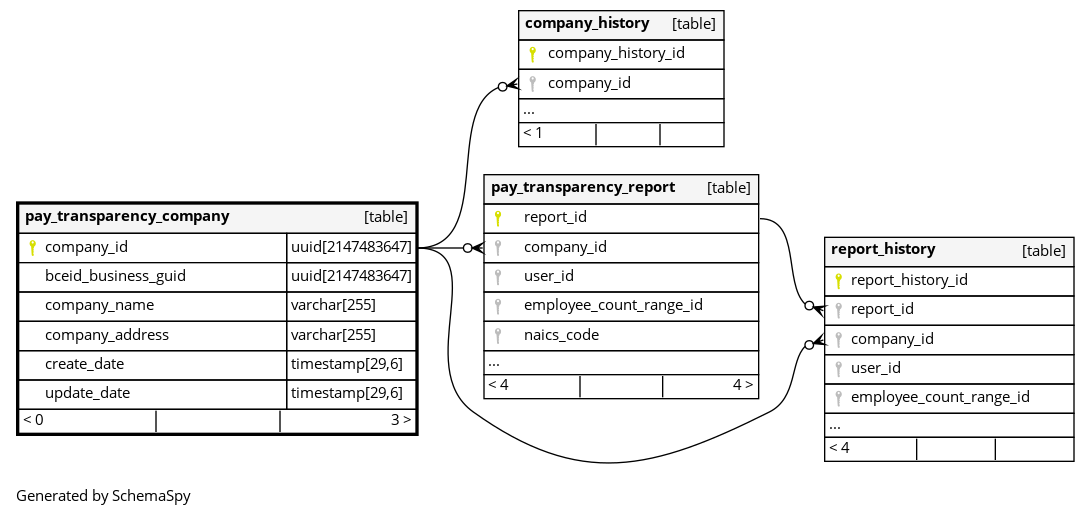 company_history [table]
company_history_id
company_id
...
< 1
pay_transparency_company [table]
company_id uuid[2147483647]
bceid_business_guid uuid[2147483647]
company_name varchar[255]
company_address varchar[255]
create_date timestamp[29,6]
update_date timestamp[29,6]
< 0 3 >
pay_transparency_report [table]
report_id
company_id
user_id
employee_count_range_id
naics_code
...
< 4 4 >
report_history [table]
report_history_id
report_id
company_id
user_id
employee_count_range_id
...
< 4
Generated by SchemaSpy